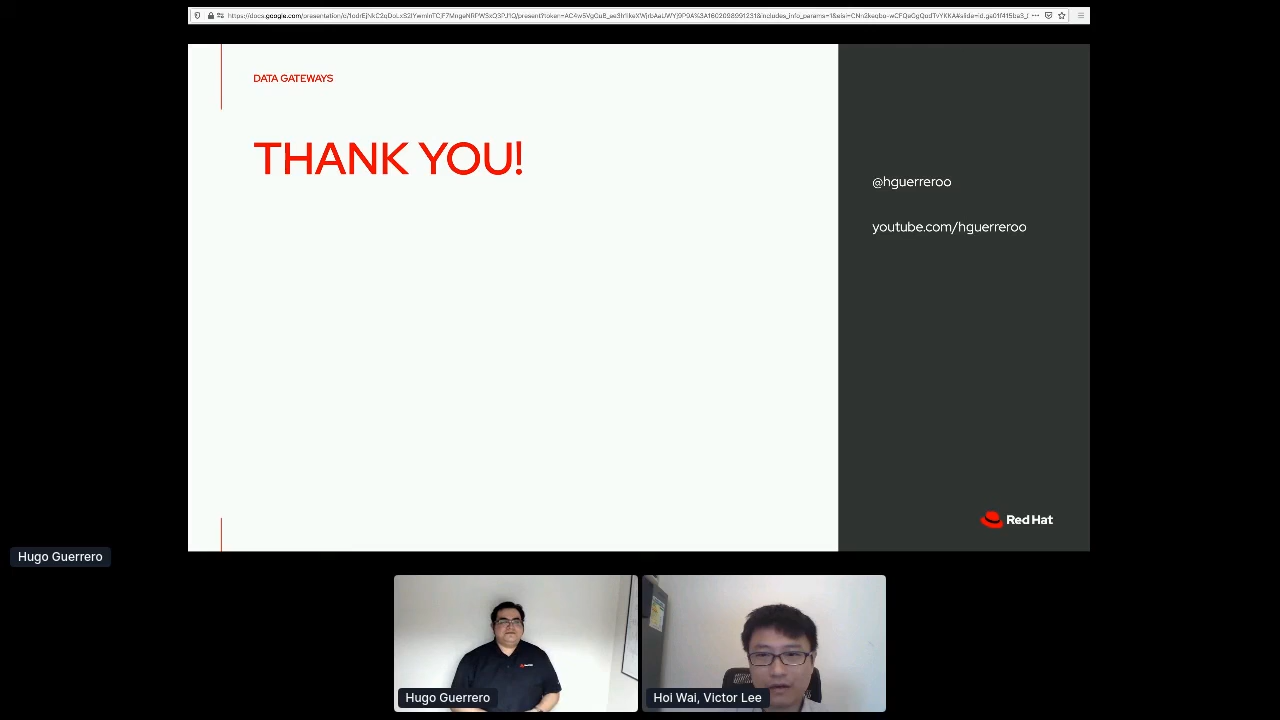 DATA GATEWAYS
THANK YOU!
@hguerreroo
youtube.com/hguerreroo
Red Hat
Hugo Guerrero
Hugo Guerrero
Hoi Wai, Victor Lee